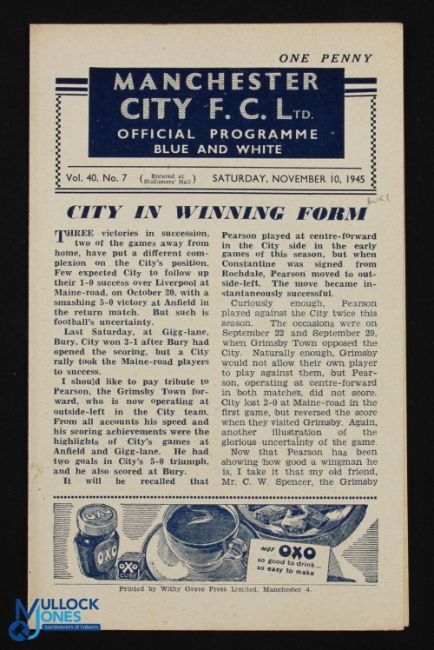 ONE PENNY
MANCHESTER
CITY F.C. LTD.
OFFICIAL PROGRAMME
BLUE AND WHITE
Vol. 40. No. 7 (Entered at Stationers' Hall) SATURDAY, NOVEMBER 10, 1945
BURY
CITY IN WINNING FORM
THREE victories in succession,
two of the games away from
home, have put a different com-
plexion on the City's position.
Few expected City to follow up
their 1-0 success over Liverpool at
Maine-road, on October 20, with a
smashing 5-0 victory at Anfield in
the return match. But such is
football's uncertainty.
Last Saturday, at Gigg-lane,
Bury, City won 3-1 after Bury had
opened the scoring, but a City
rally took the Maine-road players
to success.
I should like to pay tribute to
Pearson, the Grimsby Town for-
ward, who is now operating at
outside-left in the City team.
From all accounts his speed and
his scoring achievements were the
highlights of City's games at
Anfield and Gigg-lane. He had
two goals in City's 5-0 triumph,
and he also scored at Bury.
It will be recalled that
Pearson played at centre-forward
in the City side in the early
games of this season, but when
Constantine was signed from
Rochdale, Pearson moved to out-
side-left. The move became in-
stantaneously successful.
Curiously enough, Pearson
played against the City twice this
season. The occasions were on
September 22 and September 29,
when Grimsby Town opposed the
City. Naturally enough, Grimsby
would not allow their own player
to play against them, but Pear-
son, operating at centre-forward
in both matches, did not score.
City lost 2-0 at Maine-road in the
first game, but reversed the score
when they visited Grimsby. Again,
another illustration of the
glorious uncertainty of the game.
Now that Pearson has been
showing how good a wingman he
is, I take it that my old friend,
Mr. C. W. Spencer, the Grimsby
OXO
OXO
CUBE
HOT OXO
so good to drink...
so easy to make
Printed by Withy Grove Press Limited, Manchester 4.
MULLOCK
JONES
Auctioneers & Valuers